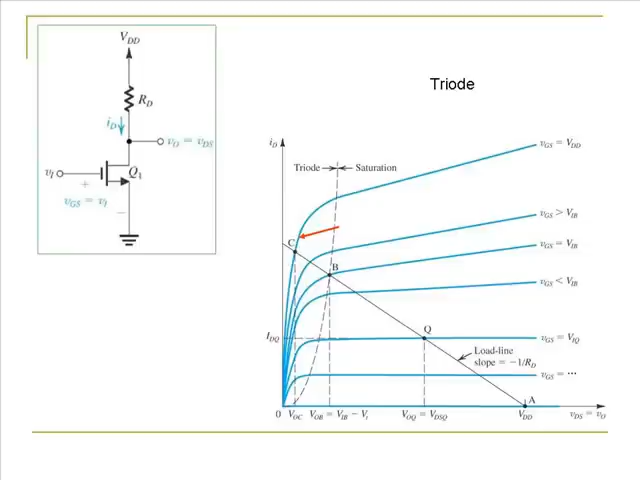 V_DD
R_D
i_D
v_O = v_DS
v_I
Q_1
+
v_GS = v_I
−
Triode
i_D
v_GS = V_DD
Triode
Saturation
v_GS > V_IB
C
v_GS = V_IB
B
v_GS < V_IB
I_DQ
Q
v_GS = V_IQ
Load-line
slope = −1/R_D
v_GS = ···
A
0
V_OC
V_OB = V_IB − V_t
V_OQ = V_DSQ
V_DD
v_DS = v_O